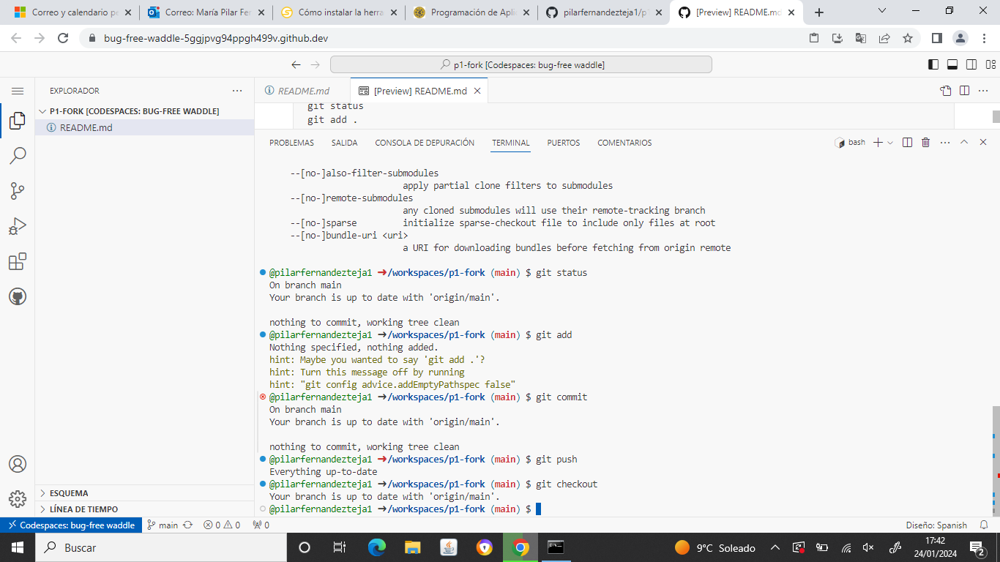 Correo y calendario pe
Correo: María Pilar Fer
Cómo instalar la herra
Programación de Apli
pilarfernandezteja1/p1
[Preview] README.md
bug-free-waddle-5ggjpvg94ppgh499v.github.dev
p1-fork [Codespaces: bug-free waddle]
EXPLORADOR
README.md
[Preview] README.md
P1-FORK [CODESPACES: BUG-FREE WADDLE]
README.md
git status
git add .
PROBLEMAS
SALIDA
CONSOLA DE DEPURACIÓN
TERMINAL
PUERTOS
COMENTARIOS
bash
--[no-]also-filter-submodules
apply partial clone filters to submodules
--[no-]remote-submodules
any cloned submodules will use their remote-tracking branch
--[no-]sparse initialize sparse-checkout file to include only files at root
--[no-]bundle-uri <uri>
a URI for downloading bundles before fetching from origin remote
@pilarfernandezteja1 ➜/workspaces/p1-fork (main) $ git status
On branch main
Your branch is up to date with 'origin/main'.
nothing to commit, working tree clean
@pilarfernandezteja1 ➜/workspaces/p1-fork (main) $ git add
Nothing specified, nothing added.
hint: Maybe you wanted to say 'git add .'?
hint: Turn this message off by running
hint: "git config advice.addEmptyPathspec false"
@pilarfernandezteja1 ➜/workspaces/p1-fork (main) $ git commit
On branch main
Your branch is up to date with 'origin/main'.
nothing to commit, working tree clean
@pilarfernandezteja1 ➜/workspaces/p1-fork (main) $ git push
Everything up-to-date
@pilarfernandezteja1 ➜/workspaces/p1-fork (main) $ git checkout
Your branch is up to date with 'origin/main'.
@pilarfernandezteja1 ➜/workspaces/p1-fork (main) $
ESQUEMA
LÍNEA DE TIEMPO
Codespaces: bug-free waddle
main
0
0
0
Diseño: Spanish
Buscar
9°C Soleado
17:42
24/01/2024
2